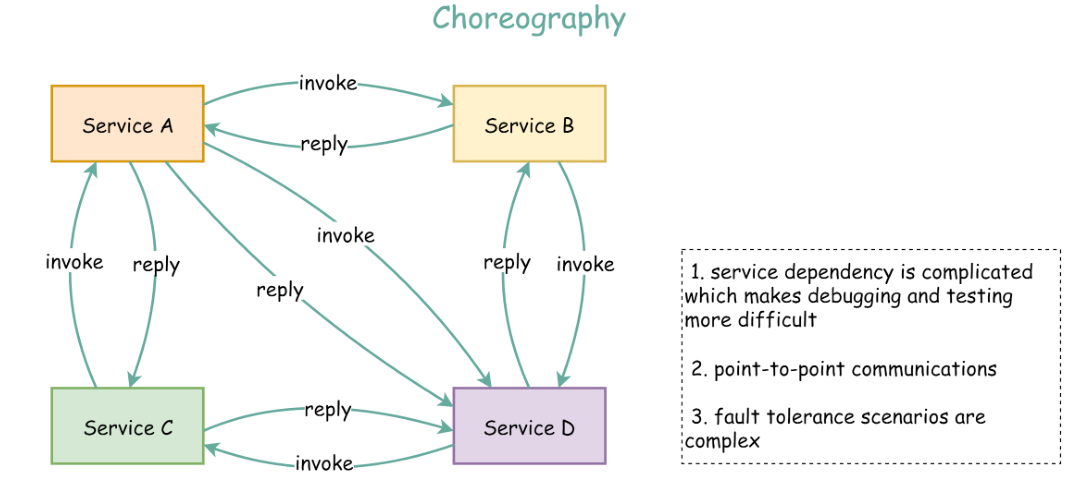 Choreography
invoke
Service A
Service B
reply
invoke
invoke
reply
reply
invoke
reply
1. service dependency is complicated
which makes debugging and testing
more difficult
2. point-to-point communications
3. fault tolerance scenarios are
complex
reply
Service C
Service D
invoke